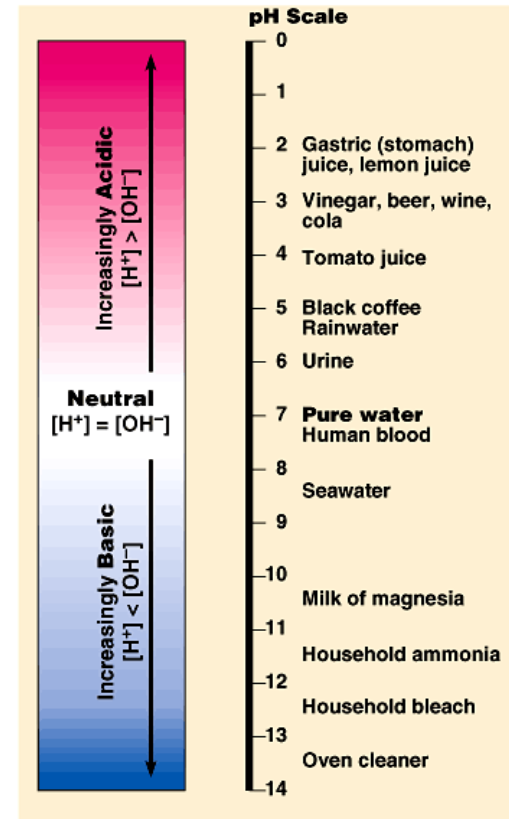 pH Scale
0
1
2 Gastric (stomach)
juice, lemon juice
3 Vinegar, beer, wine,
cola
4 Tomato juice
5 Black coffee
Rainwater
6 Urine
7 Pure water
Human blood
8
Seawater
9
10
Milk of magnesia
11
Household ammonia
12
Household bleach
13
Oven cleaner
14
Increasingly Acidic
[H⁺] > [OH⁻]
Neutral
[H⁺] = [OH⁻]
Increasingly Basic
[H⁺] < [OH⁻]